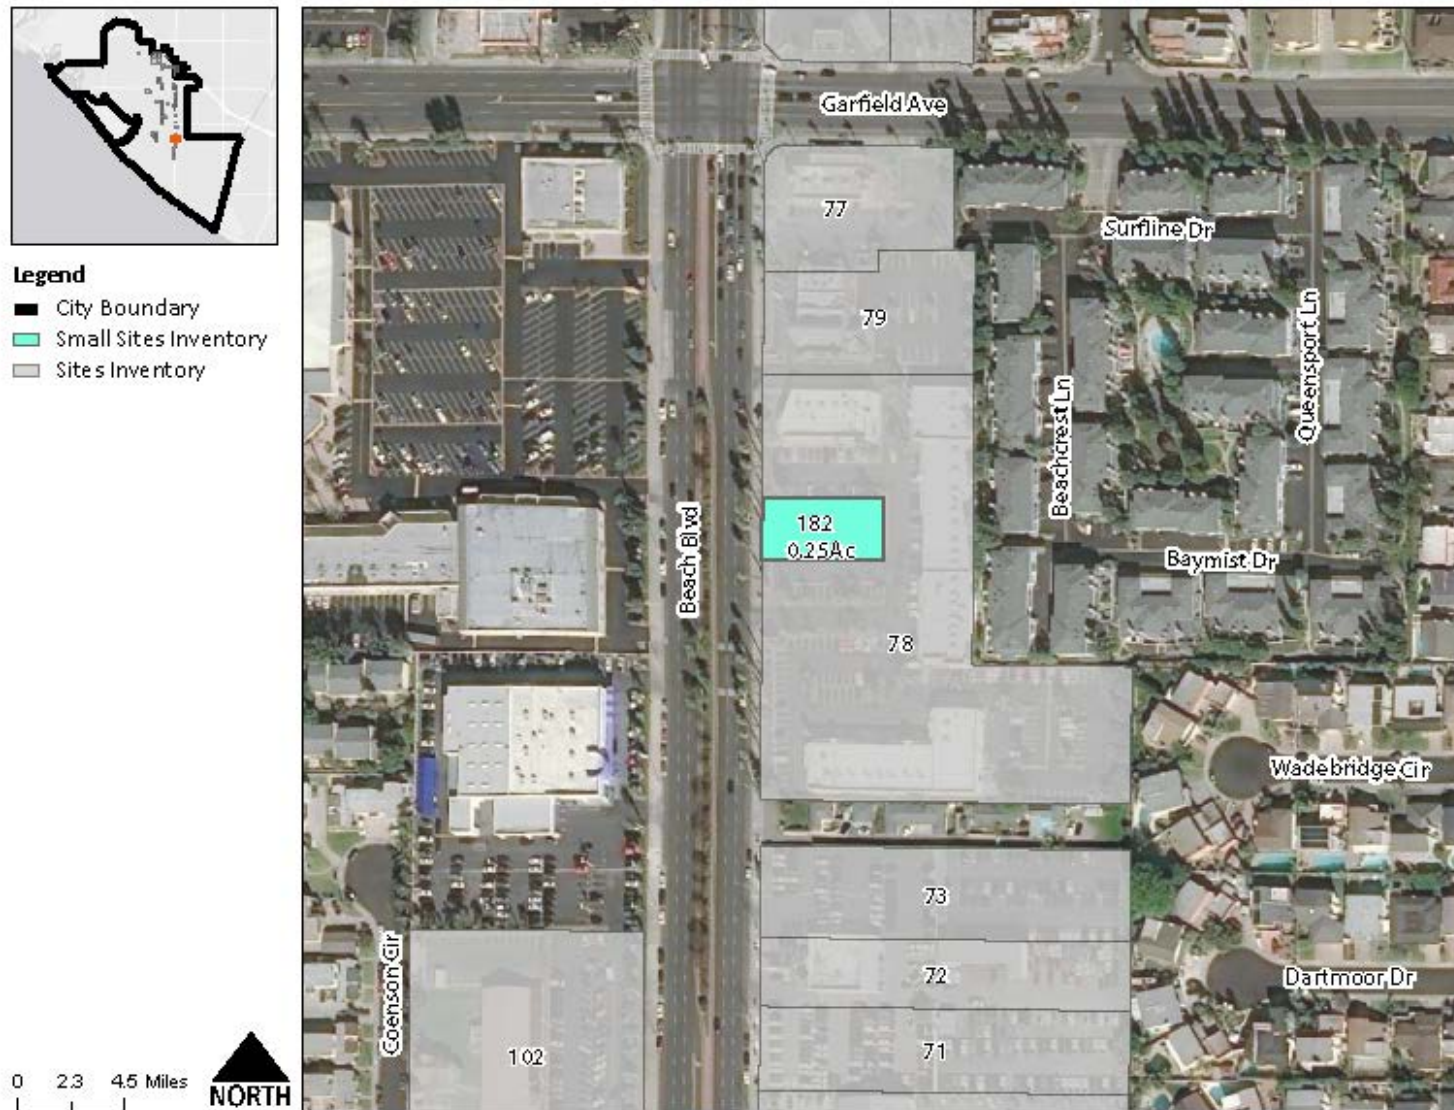 Legend
City Boundary
Small Sites Inventory
Sites Inventory
0 2.3 4.5 Miles
NORTH
Garfield Ave
77
Surfline Dr
79
Queensport Ln
Beachcrest Ln
182
0.25Ac
Beach Blvd
Baymist Dr
78
Wadebridge Cir
73
72
Dartmoor Dr
Coenson Cir
102
71